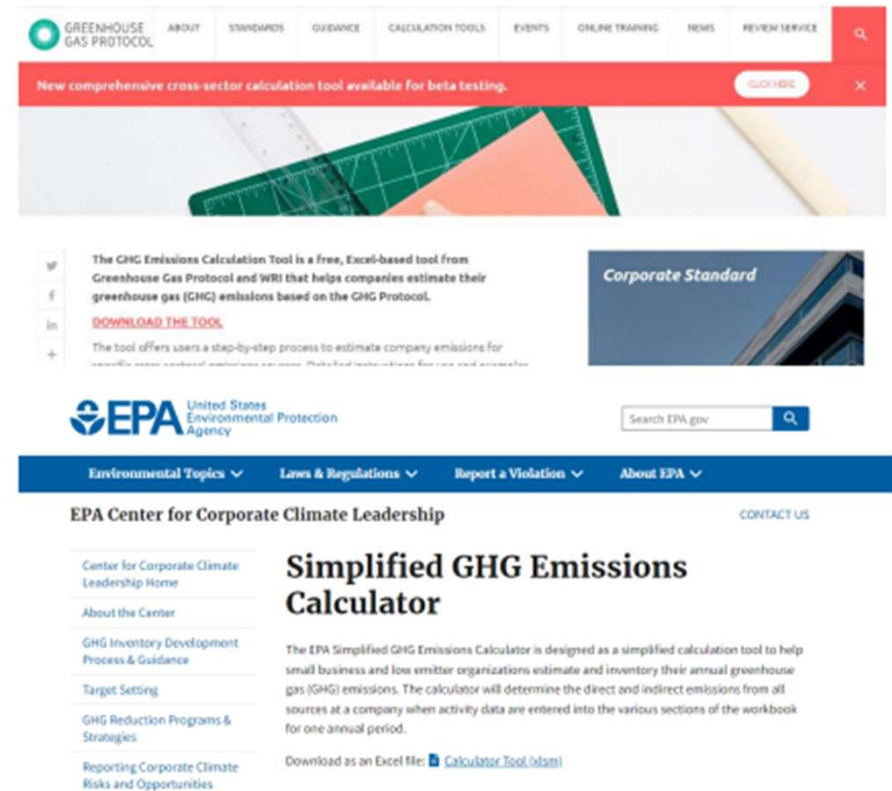 GREENHOUSE
GAS PROTOCOL
ABOUT STANDARDS GUIDANCE CALCULATION TOOLS EVENTS ONLINE TRAINING NEWS REVIEW SERVICE
New comprehensive cross-sector calculation tool available for beta testing.
CLICK HERE
The GHG Emissions Calculation Tool is a free, Excel-based tool from
Greenhouse Gas Protocol and WRI that helps companies estimate their
greenhouse gas (GHG) emissions based on the GHG Protocol.
DOWNLOAD THE TOOL
The tool offers users a step-by-step process to estimate company emissions for
Corporate Standard
EPA United States
Environmental Protection
Agency
Search EPA.gov
Environmental Topics Laws & Regulations Report a Violation About EPA
EPA Center for Corporate Climate Leadership
CONTACT US
Center for Corporate Climate
Leadership Home
About the Center
GHG Inventory Development
Process & Guidance
Target Setting
GHG Reduction Programs &
Strategies
Reporting Corporate Climate
Risks and Opportunities
Simplified GHG Emissions
Calculator
The EPA Simplified GHG Emissions Calculator is designed as a simplified calculation tool to help
small business and low emitter organizations estimate and inventory their annual greenhouse
gas (GHG) emissions. The calculator will determine the direct and indirect emissions from all
sources at a company when activity data are entered into the various sections of the workbook
for one annual period.
Download as an Excel file: Calculator Tool (xlsm)